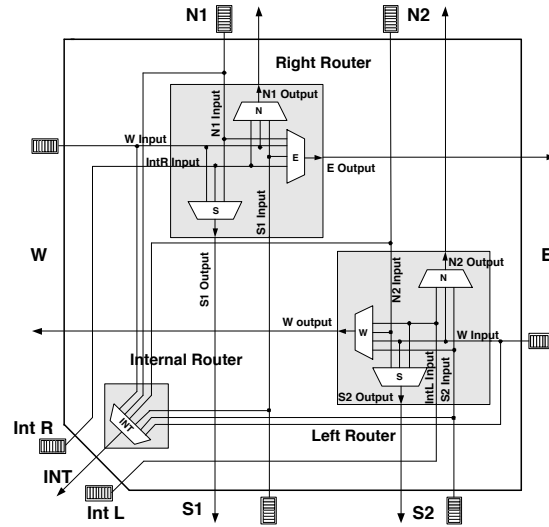 N1
N2
Right Router
N1 Output
N1 Input
N
W Input
E
IntR Input
E Output
S
S1 Input
W
E
S1 Output
N2 Input
N2 Output
N
W output
W
W Input
Internal Router
S
IntL Input
S2 Input
S2 Output
INT
Int R
Left Router
INT
Int L
S1
S2